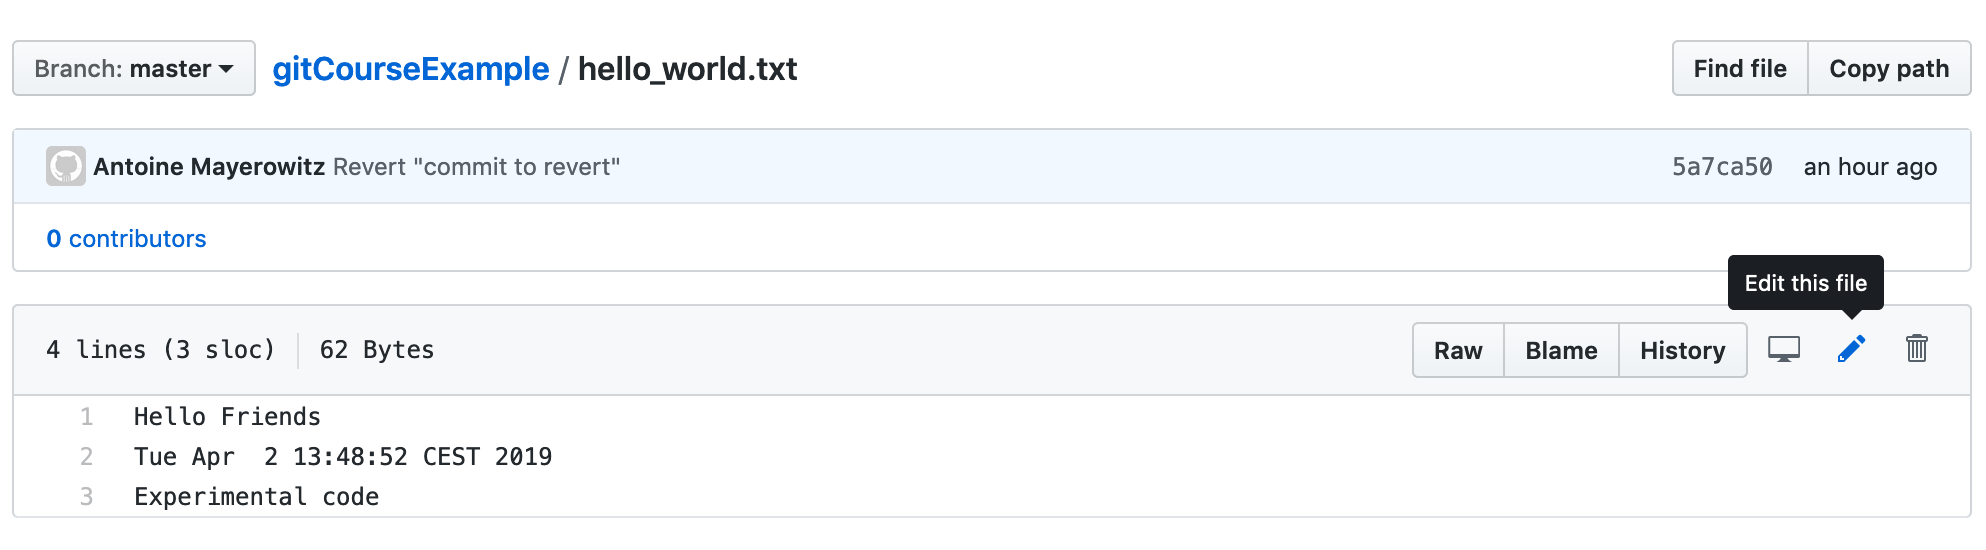 Branch: master gitCourseExample / hello_world.txt Find file Copy path
Antoine Mayerowitz Revert "commit to revert" 5a7ca50 an hour ago
0 contributors
Edit this file
4 lines (3 sloc) 62 Bytes Raw Blame History
1 Hello Friends
2 Tue Apr  2 13:48:52 CEST 2019
3 Experimental code